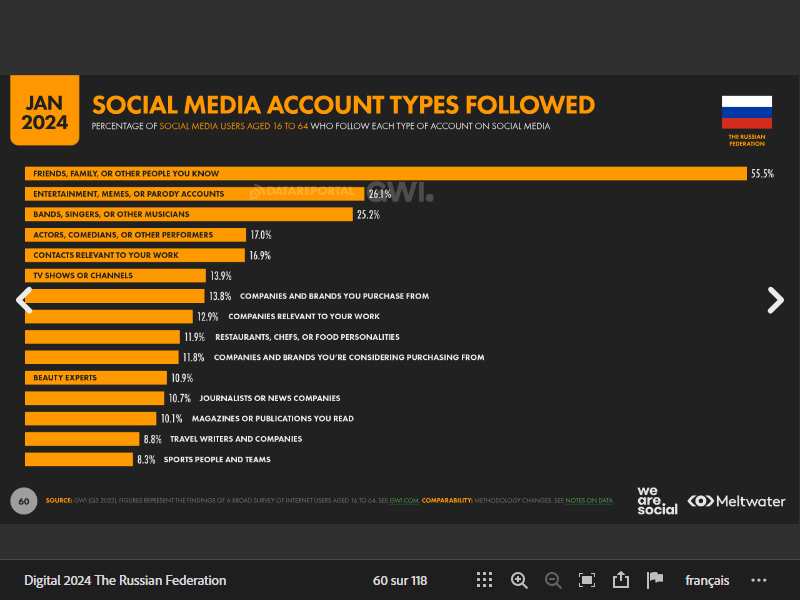 JAN
2024
SOCIAL MEDIA ACCOUNT TYPES FOLLOWED
PERCENTAGE OF SOCIAL MEDIA USERS AGED 16 TO 64 WHO FOLLOW EACH TYPE OF ACCOUNT ON SOCIAL MEDIA
THE RUSSIAN
FEDERATION
FRIENDS, FAMILY, OR OTHER PEOPLE YOU KNOW 55.5%
ENTERTAINMENT, MEMES, OR PARODY ACCOUNTS 26.1%
DATAREPORTAL GWI.
BANDS, SINGERS, OR OTHER MUSICIANS 25.2%
ACTORS, COMEDIANS, OR OTHER PERFORMERS 17.0%
CONTACTS RELEVANT TO YOUR WORK 16.9%
TV SHOWS OR CHANNELS 13.9%
13.8% COMPANIES AND BRANDS YOU PURCHASE FROM
12.9% COMPANIES RELEVANT TO YOUR WORK
11.9% RESTAURANTS, CHEFS, OR FOOD PERSONALITIES
11.8% COMPANIES AND BRANDS YOU'RE CONSIDERING PURCHASING FROM
BEAUTY EXPERTS 10.9%
10.7% JOURNALISTS OR NEWS COMPANIES
10.1% MAGAZINES OR PUBLICATIONS YOU READ
8.8% TRAVEL WRITERS AND COMPANIES
8.3% SPORTS PEOPLE AND TEAMS
60 SOURCE: GWI (Q3 2023). FIGURES REPRESENT THE FINDINGS OF A BROAD SURVEY OF INTERNET USERS AGED 16 TO 64. SEE GWI.COM. COMPARABILITY: METHODOLOGY CHANGES. SEE NOTES ON DATA.
we
are.
social
Meltwater
Digital 2024 The Russian Federation 60 sur 118 français